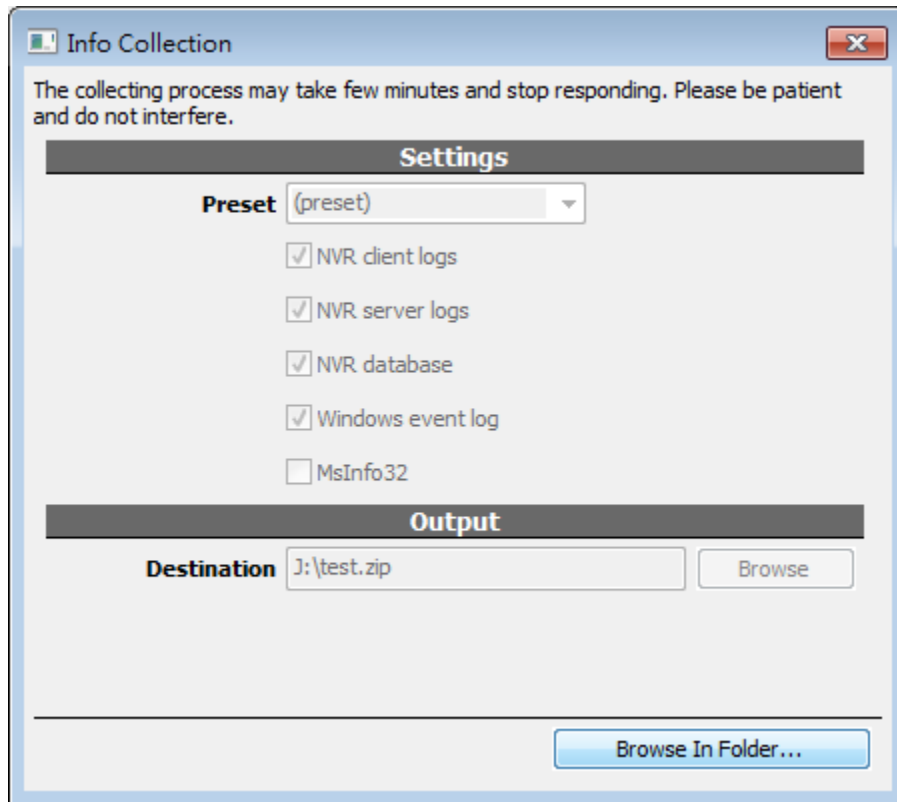 Info Collection
The collecting process may take few minutes and stop responding. Please be patient
and do not interfere.
Settings
Preset (preset)
NVR client logs
NVR server logs
NVR database
Windows event log
MsInfo32
Output
Destination J:\test.zip Browse
Browse In Folder...